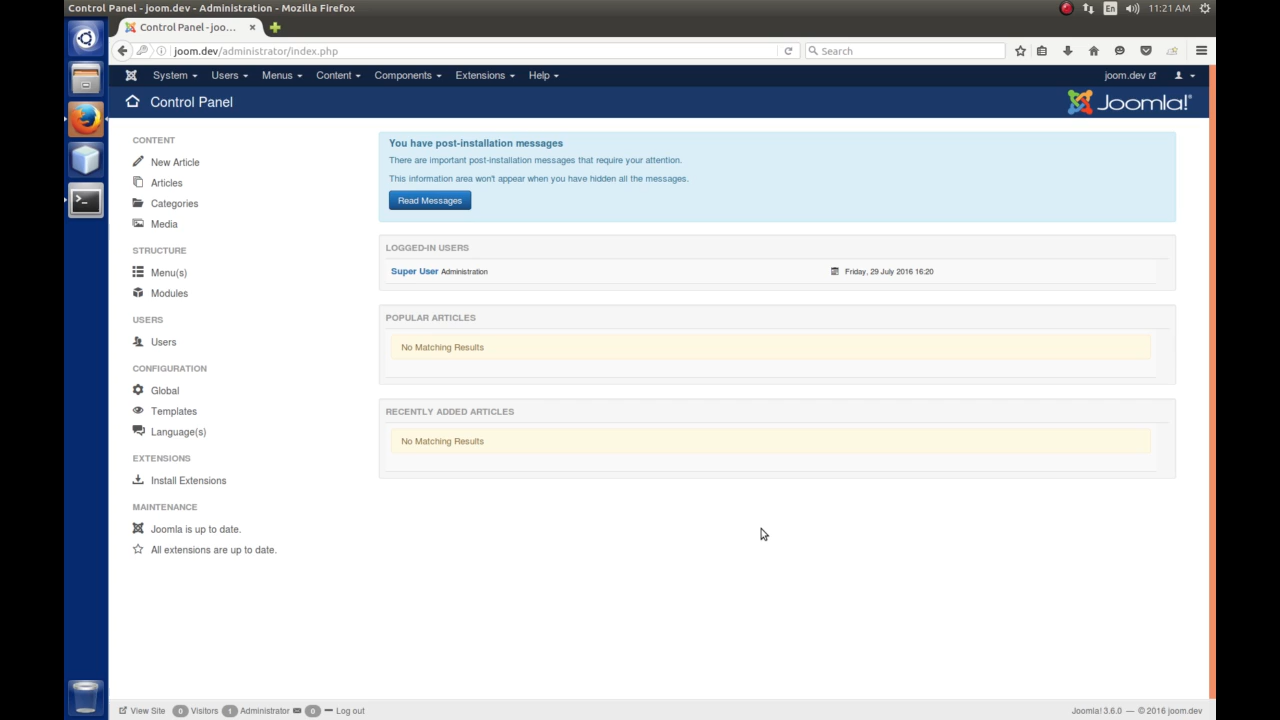 Control Panel - joom.dev - Administration - Mozilla Firefox
En 11:21 AM
Control Panel - joo...
joom.dev/administrator/index.php
Search
System Users Menus Content Components Extensions Help joom.dev
Control Panel Joomla!®
CONTENT
New Article
Articles
Categories
Media
STRUCTURE
Menu(s)
Modules
USERS
Users
CONFIGURATION
Global
Templates
Language(s)
EXTENSIONS
Install Extensions
MAINTENANCE
Joomla is up to date.
All extensions are up to date.
You have post-installation messages
There are important post-installation messages that require your attention.
This information area won't appear when you have hidden all the messages.
Read Messages
LOGGED-IN USERS
Super User Administration Friday, 29 July 2016 16:20
POPULAR ARTICLES
No Matching Results
RECENTLY ADDED ARTICLES
No Matching Results
View Site 0 Visitors 1 Administrator 0 Log out Joomla! 3.6.0 — © 2016 joom.dev